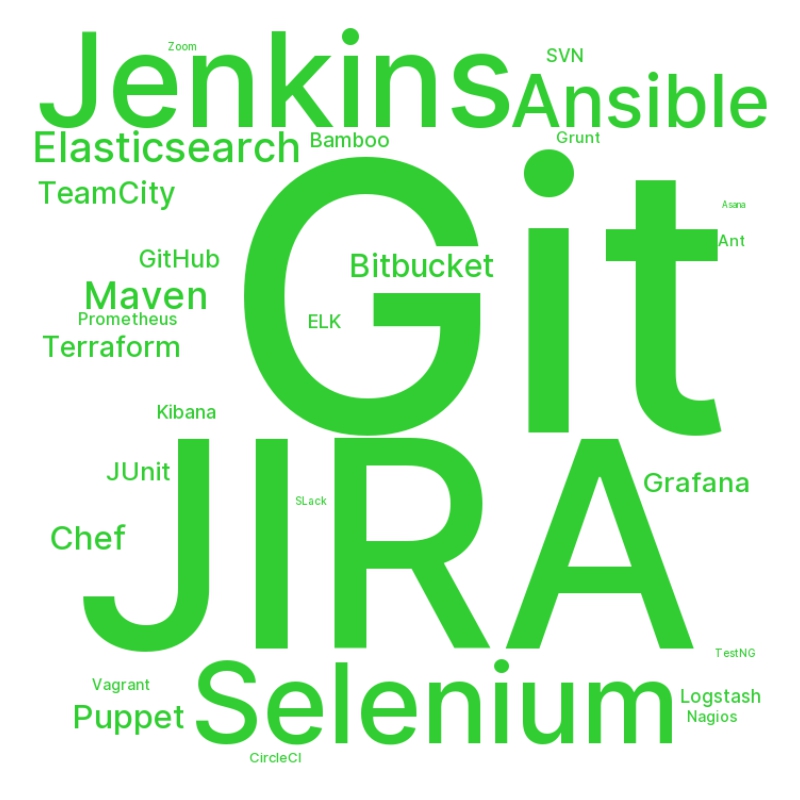 Zoom
Jenkins
SVN
Ansible
Elasticsearch
Bamboo
Grunt
TeamCity
Git
Asana
Ant
GitHub
Bitbucket
Maven
Prometheus
ELK
Terraform
Kibana
JIRA
JUnit
Grafana
SLack
Chef
TestNG
Selenium
Vagrant
Logstash
Puppet
Nagios
CircleCI